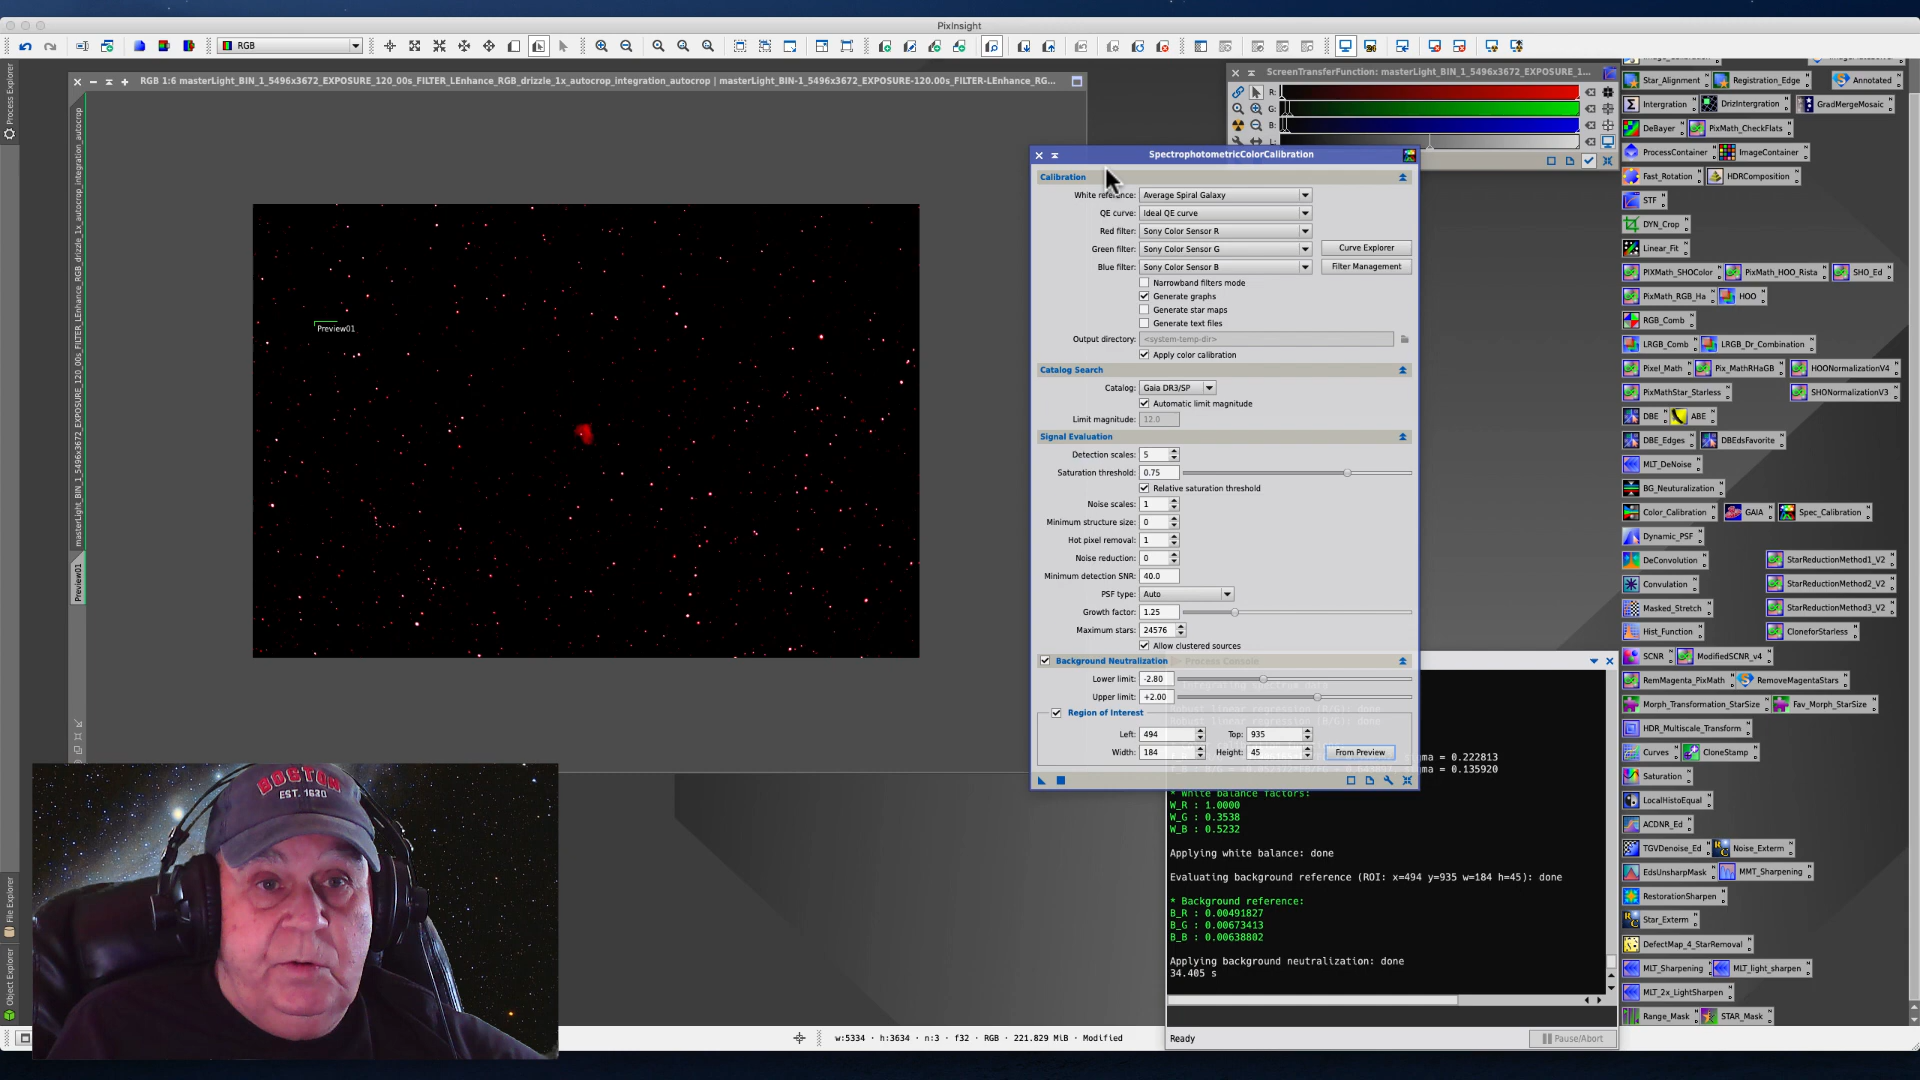 PixInsight
RGB
RGB 1:6 masterLight_BIN_1_5496x3672_EXPOSURE_120_00s_FILTER_LEnhance_RGB_drizzle_1x_autocrop_integration_autocrop | masterLight_BIN-1_5496x3672_EXPOSURE-120.00s_FILTER-LEnhance_RG...
Process Explorer
masterLight_BIN_1_5496x3672_EXPOSURE_120_00s_FILTER_LEnhance_RGB_drizzle_1x_autocrop_integration_autocrop
Preview01
Preview01
File Explorer
Object Explorer
ScreenTransferFunction: masterLight_BIN_1_5496x3672_EXPOSURE_1...
R:
G:
B:
L:
SpectrophotometricColorCalibration
Calibration
White reference: Average Spiral Galaxy
QE curve: Ideal QE curve
Red filter: Sony Color Sensor R
Green filter: Sony Color Sensor G Curve Explorer
Blue filter: Sony Color Sensor B Filter Management
Narrowband filters mode
Generate graphs
Generate star maps
Generate text files
Output directory: <system-temp-dir>
Apply color calibration
Catalog Search
Catalog: Gaia DR3/SP
Automatic limit magnitude
Limit magnitude: 12.0
Signal Evaluation
Detection scales: 5
Saturation threshold: 0.75
Relative saturation threshold
Noise scales: 1
Minimum structure size: 0
Hot pixel removal: 1
Noise reduction: 0
Minimum detection SNR: 40.0
PSF type: Auto
Growth factor: 1.25
Maximum stars: 24576
Allow clustered sources
Background Neutralization
Process Console
Lower limit: -2.80
Upper limit: +2.00
Region of Interest
Left: 494 Top: 935
Width: 184 Height: 45 From Preview
= 0.222813
= 0.135920
* White balance factors:
W_R : 1.0000
W_G : 0.3538
W_B : 0.5232
Applying white balance: done
Evaluating background reference (ROI: x=494 y=935 w=184 h=45): done
* Background reference:
B_R : 0.00491827
B_G : 0.00673413
B_B : 0.00638802
Applying background neutralization: done
34.405 s
w:5334 · h:3634 · n:3 · f32 · RGB · 221.829 MiB · Modified
Ready
Pause/Abort
BOSTON
EST. 1630
Star_Alignment Registration_Edge Annotated
Intergration DrizIntegration GradMergeMosaic
DeBayer PixMath_CheckFlats
ProcessContainer ImageContainer
Fast_Rotation HDRComposition
STF
DYN_Crop
Linear_Fit
PIXMath_SHOColor PixMath_HOO_Rista SHO_Ed
PixMath_RGB_Ha HOO
RGB_Comb
LRGB_Comb LRGB_Dr_Combination
Pixel_Math Pix_MathRHaGB HOONormalizationV4
PixMathStar_Starless SHONormalizationV3
DBE ABE
DBE_Edges DBEdsFavorite
MLT_DeNoise
BG_Neuturalization
Color_Calibration GAIA Spec_Calibration
Dynamic_PSF
DeConvolution StarReductionMethod1_V2
Convulation StarReductionMethod2_V2
Masked_Stretch StarReductionMethod3_V2
Hist_Function CloneforStarless
SCNR ModifiedSCNR_v4
RemMagenta_PixMath RemoveMagentaStars
Morph_Transformation_StarSize Fav_Morph_StarSize
HDR_Multiscale_Transform
Curves CloneStamp
Saturation
LocalHistoEqual
ACDNR_Ed
TGVDenoise_Ed Noise_Exterm
EdsUnsharpMask MMT_Sharpening
RestorationSharpen
Star_Exterm
DefectMap_4_StarRemoval
MLT_Sharpening MLT_light_sharpen
MLT_2x_LightSharpen
Range_Mask STAR_Mask